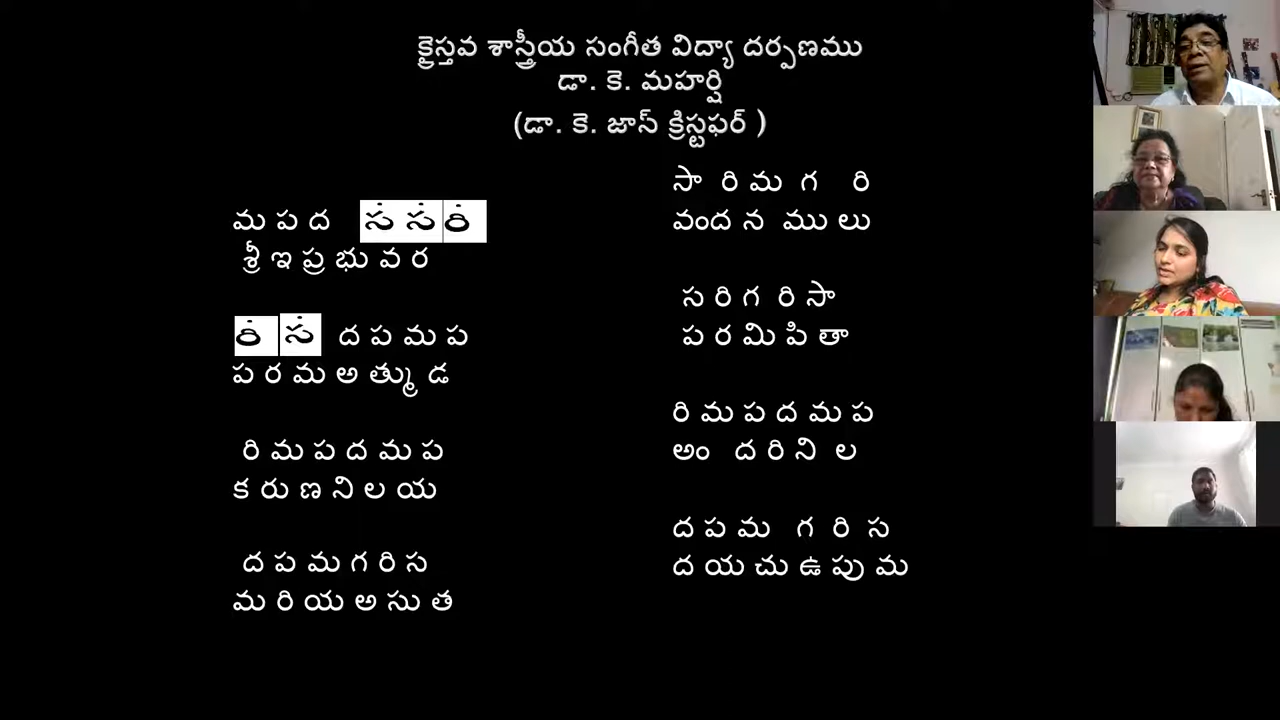 క్రైస్తవ శాస్త్రీయ సంగీత విద్యా దర్పణము
డా. కె. మహర్షి
(డా. కె. జాస్ క్రిస్టఫర్ )
మ ప ద స̇ స̇ రి̇
శ్రీ ఇ ప్ర భు వ ర
రి̇ స̇ ద ప మ ప
ప ర మ అ త్ము డ
రి మ ప ద మ ప
క రు ణ ని ల య
ద ప మ గ రి స
మ రి య అ సు త
సా రి మ గ రి
వంద న ము లు
స రి గ రి సా
ప ర మి పి తా
రి మ ప ద మ ప
అం ద రి ని ల
ద ప మ గ రి స
ద య చు ఉ పు మ